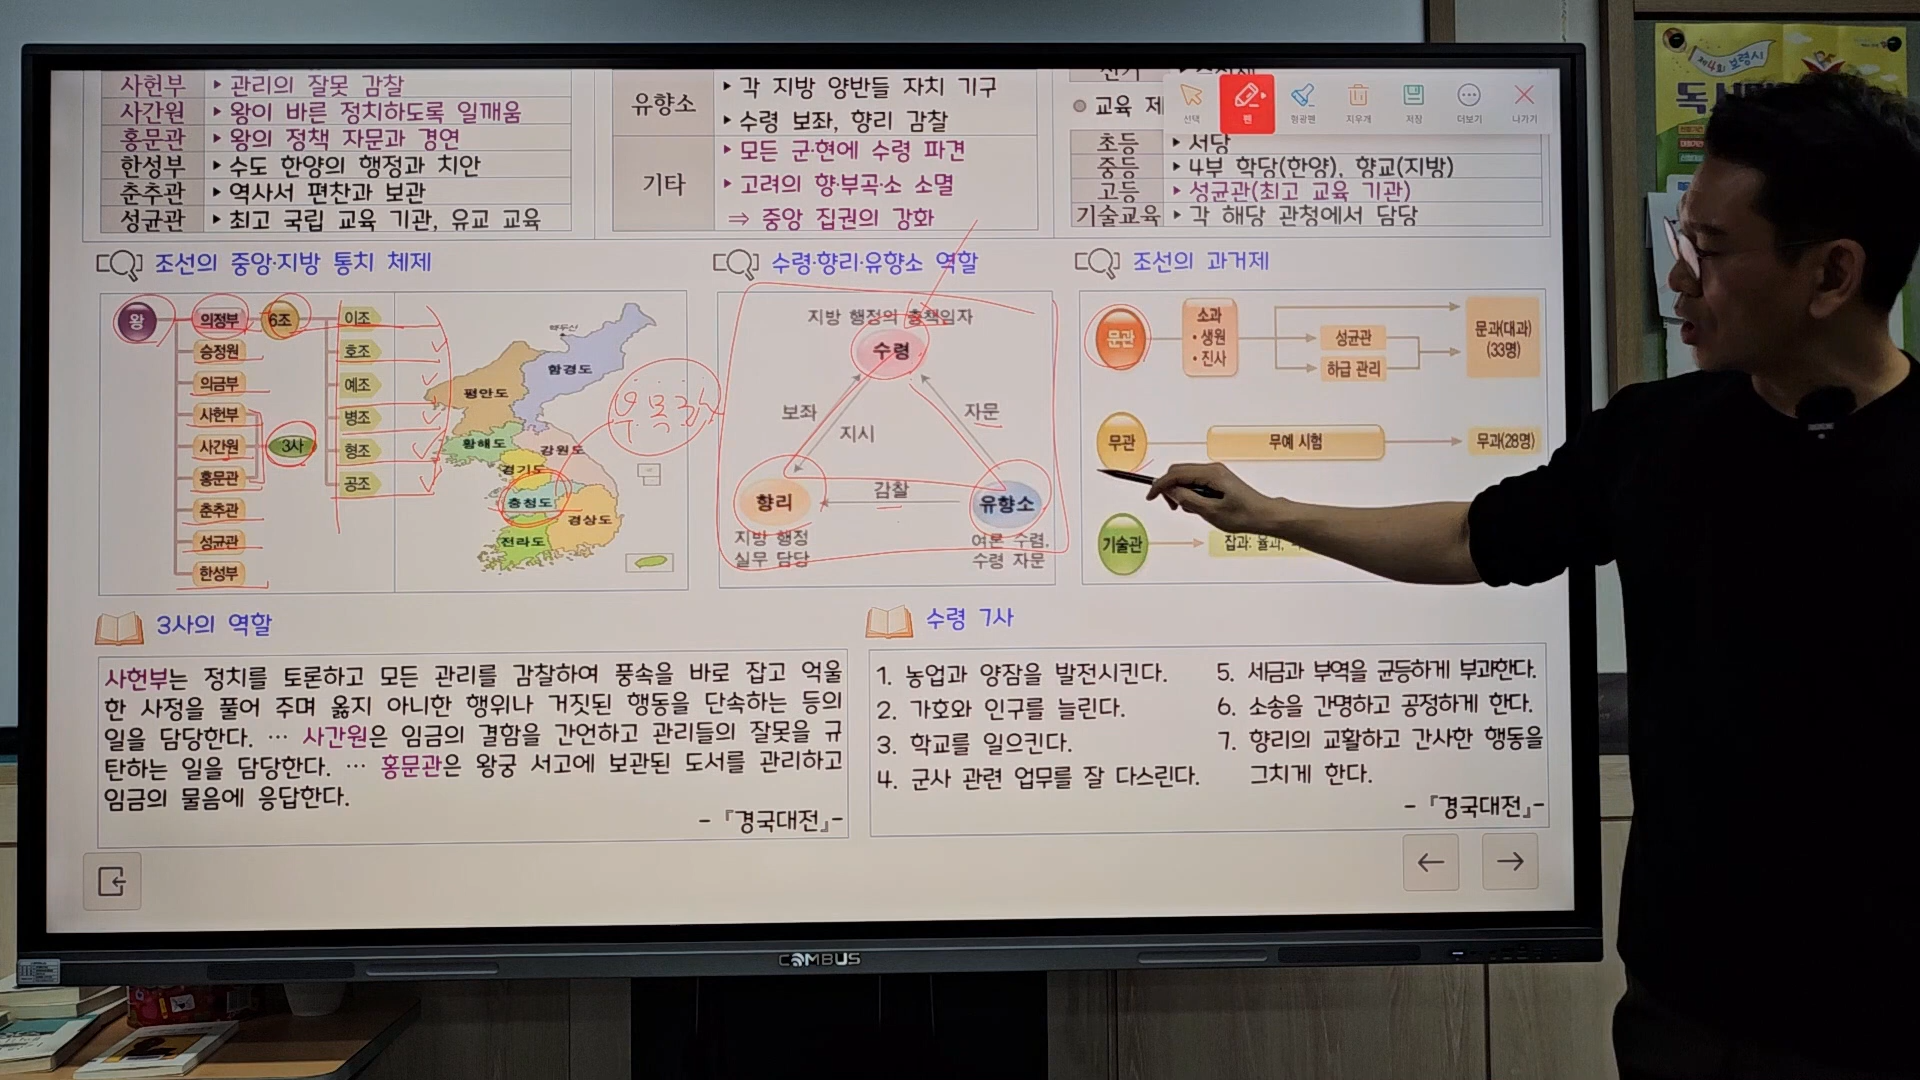 사헌부 ▸ 관리의 잘못 감찰
사간원 ▸ 왕이 바른 정치하도록 일깨움
홍문관 ▸ 왕의 정책 자문과 경연
한성부 ▸ 수도 한양의 행정과 치안
춘추관 ▸ 역사서 편찬과 보관
성균관 ▸ 최고 국립 교육 기관, 유교 교육
유향소
▸ 각 지방 양반들 자치 기구
▸ 수령 보좌, 향리 감찰
기타
▸ 모든 군·현에 수령 파견
▸ 고려의 향·부곡·소 소멸
⇒ 중앙 집권의 강화
교육 제
초등 ▸ 서당
중등 ▸ 4부 학당(한양), 향교(지방)
고등 ▸ 성균관(최고 교육 기관)
기술교육 ▸ 각 해당 관청에서 담당
선택
펜
형광펜
지우개
저장
더보기
나가기
조선의 중앙·지방 통치 체제
왕
의정부
6조
승정원
의금부
사헌부
사간원
홍문관
3사
춘추관
성균관
한성부
이조
호조
예조
병조
형조
공조
백두산
함경도
평안도
황해도
강원도
경기도
충청도
경상도
전라도
수령·향리·유향소 역할
지방 행정의 총책임자
수령
보좌
지시
자문
향리
감찰
유향소
지방 행정
실무 담당
여론 수렴,
수령 자문
조선의 과거제
문관
소과
• 생원
• 진사
성균관
하급 관리
문과(대과)
(33명)
무관
무예 시험
무과(28명)
기술관
잡과: 율과,
3사의 역할
사헌부는 정치를 토론하고 모든 관리를 감찰하여 풍속을 바로 잡고 억울
한 사정을 풀어 주며 옳지 아니한 행위나 거짓된 행동을 단속하는 등의
일을 담당한다. … 사간원은 임금의 결함을 간언하고 관리들의 잘못을 규
탄하는 일을 담당한다. … 홍문관은 왕궁 서고에 보관된 도서를 관리하고
임금의 물음에 응답한다.
-『경국대전』-
수령 7사
1. 농업과 양잠을 발전시킨다.
2. 가호와 인구를 늘린다.
3. 학교를 일으킨다.
4. 군사 관련 업무를 잘 다스린다.
5. 세금과 부역을 균등하게 부과한다.
6. 소송을 간명하고 공정하게 한다.
7. 향리의 교활하고 간사한 행동을
그치게 한다.
-『경국대전』-
COMBUS
제4회 보령시